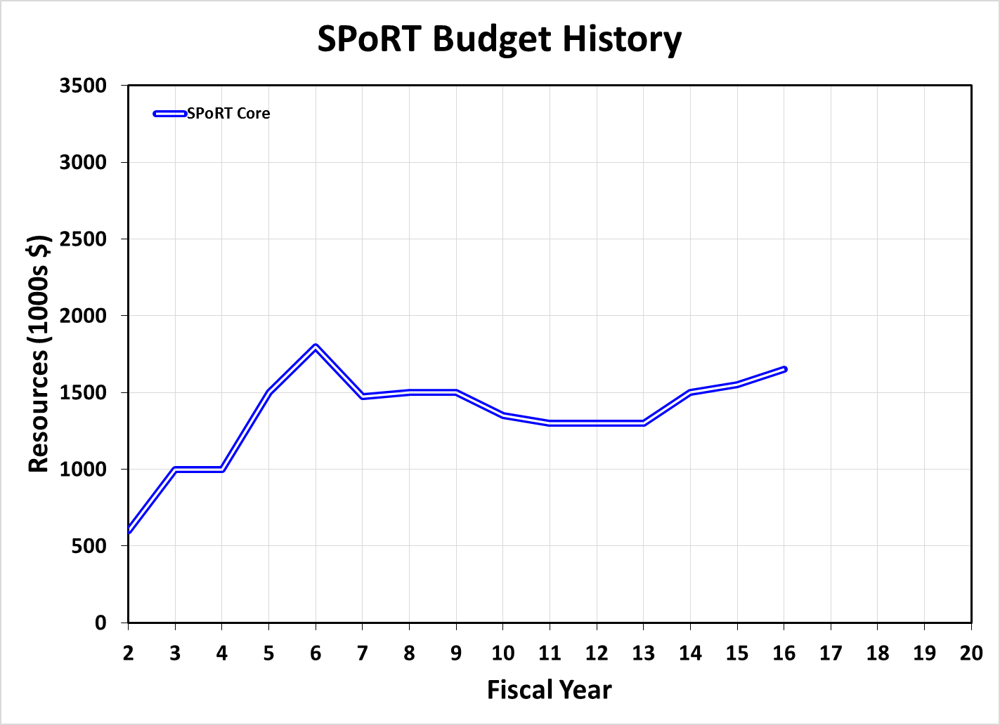 SPoRT Budget History
3500
SPoRT Core
3000
2500
2000
1500
1000
500
0
Resources (1000s $)
2 3 4 5 6 7 8 9 10 11 12 13 14 15 16 17 18 19 20
Fiscal Year